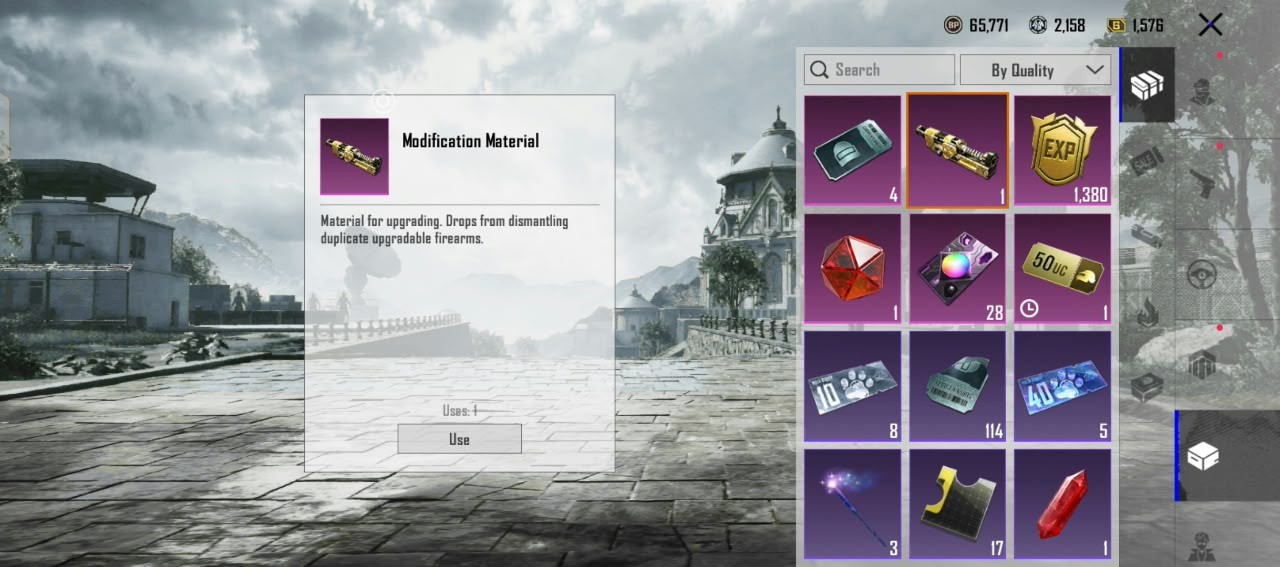 BP 65,771
2,158
G 1,576
Search
By Quality
Modification Material
Material for upgrading. Drops from dismantling
duplicate upgradable firearms.
Uses: 1
Use
4
1
EXP
1,380
1
28
50UC
1
10
8
114
40
5
3
17
1